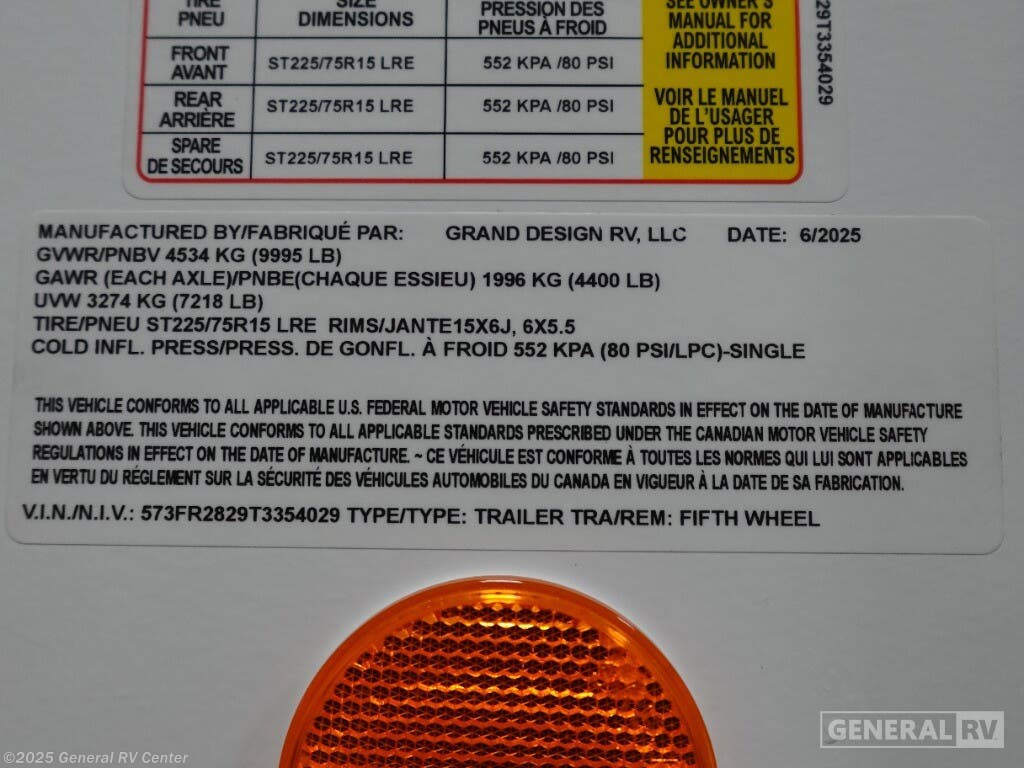 TIRE SIZE PRESSION DES SEE OWNER'S
PNEU DIMENSIONS PNEUS À FROID MANUAL FOR
ADDITIONAL
INFORMATION
FRONT ST225/75R15 LRE 552 KPA /80 PSI
AVANT
REAR ST225/75R15 LRE 552 KPA /80 PSI
ARRIÈRE
SPARE ST225/75R15 LRE 552 KPA /80 PSI
DE SECOURS
VOIR LE MANUEL
DE L'USAGER
POUR PLUS DE
RENSEIGNEMENTS
29T3354029
MANUFACTURED BY/FABRIQUÉ PAR: GRAND DESIGN RV, LLC DATE: 6/2025
GVWR/PNBV 4534 KG (9995 LB)
GAWR (EACH AXLE)/PNBE(CHAQUE ESSIEU) 1996 KG (4400 LB)
UVW 3274 KG (7218 LB)
TIRE/PNEU ST225/75R15 LRE RIMS/JANTE15X6J, 6X5.5
COLD INFL. PRESS/PRESS. DE GONFL. À FROID 552 KPA (80 PSI/LPC)-SINGLE
THIS VEHICLE CONFORMS TO ALL APPLICABLE U.S. FEDERAL MOTOR VEHICLE SAFETY STANDARDS IN EFFECT ON THE DATE OF MANUFACTURE
SHOWN ABOVE. THIS VEHICLE CONFORMS TO ALL APPLICABLE STANDARDS PRESCRIBED UNDER THE CANADIAN MOTOR VEHICLE SAFETY
REGULATIONS IN EFFECT ON THE DATE OF MANUFACTURE. ~ CE VÉHICULE EST CONFORME À TOUTES LES NORMES QUI LUI SONT APPLICABLES
EN VERTU DU RÉGLEMENT SUR LA SÉCURITÉ DES VÉHICULES AUTOMOBILES DU CANADA EN VIGUEUR À LA DATE DE SA FABRICATION.
V.I.N./N.I.V.: 573FR2829T3354029 TYPE/TYPE: TRAILER TRA/REM: FIFTH WHEEL
GENERAL RV
©2025 General RV Center